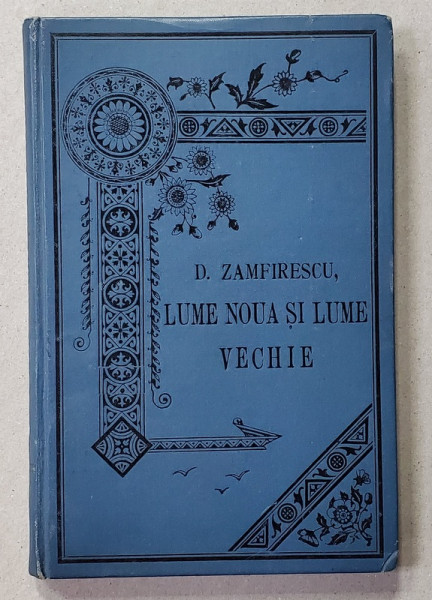 D. ZAMFIRESCU,
LUME NOUA ȘI LUME
VECHIE